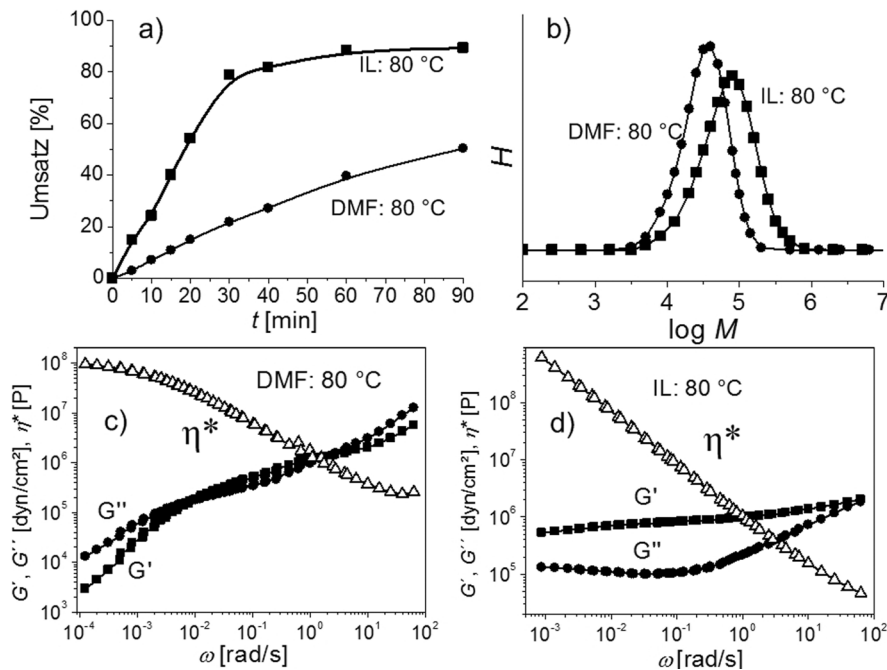 a)
Umsatz [%]
100
80
60
40
20
0
IL: 80 °C
DMF: 80 °C
0 10 20 30 40 50 60 70 80 90
t [min]
b)
H
DMF: 80 °C
IL: 80 °C
2 3 4 5 6 7
log M
c)
G', G´´ [dyn/cm²], η* [P]
10⁸
10⁷
10⁶
10⁵
10⁴
10³
DMF: 80 °C
η*
G''
G'
10⁻⁴ 10⁻³ 10⁻² 10⁻¹ 10⁰ 10¹ 10²
ω [rad/s]
d)
G', G´´ [dyn/cm²], η* [P]
10⁸
10⁷
10⁶
10⁵
IL: 80 °C
η*
G'
G''
10⁻³ 10⁻² 10⁻¹ 10⁰ 10¹ 10²
ω [rad/s]